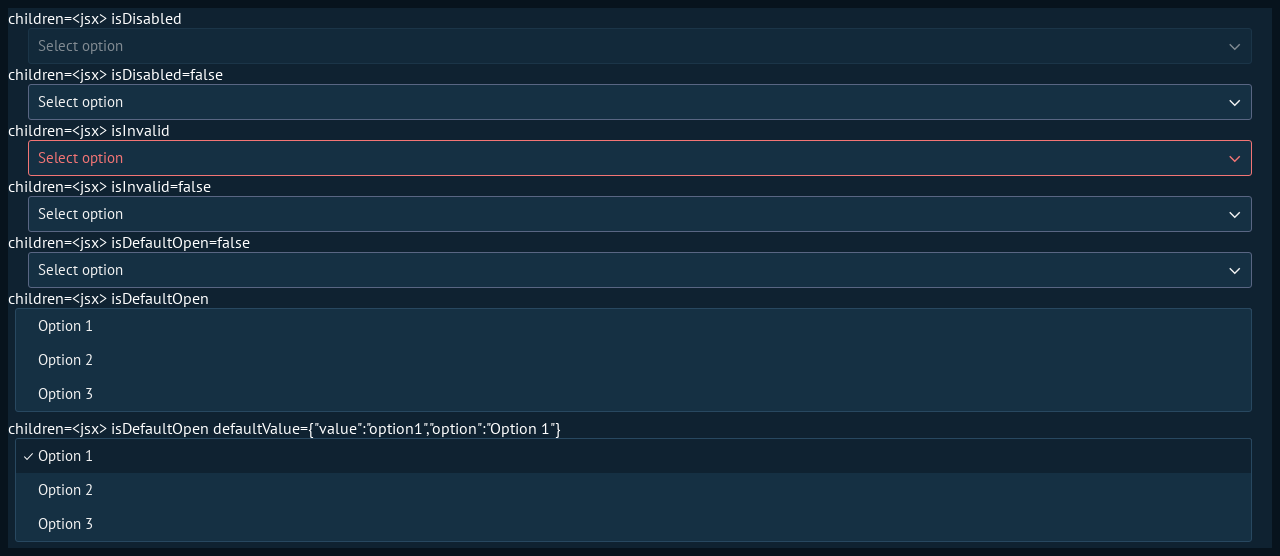 children=<jsx> isDisabled
Select option
children=<jsx> isDisabled=false
Select option
children=<jsx> isInvalid
Select option
children=<jsx> isInvalid=false
Select option
children=<jsx> isDefaultOpen=false
Select option
children=<jsx> isDefaultOpen
Option 1
Option 2
Option 3
children=<jsx> isDefaultOpen defaultValue={"value":"option1","option":"Option 1"}
Option 1
Option 2
Option 3